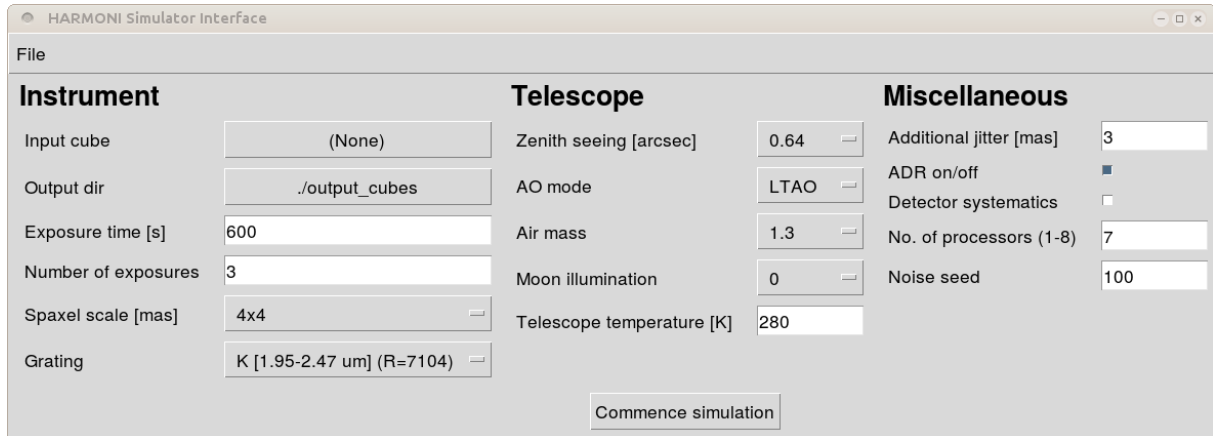 HARMONI Simulator Interface
File
Instrument
Input cube (None)
Output dir ./output_cubes
Exposure time [s] 600
Number of exposures 3
Spaxel scale [mas] 4x4
Grating K [1.95-2.47 um] (R=7104)
Telescope
Zenith seeing [arcsec] 0.64
AO mode LTAO
Air mass 1.3
Moon illumination 0
Telescope temperature [K] 280
Miscellaneous
Additional jitter [mas] 3
ADR on/off
Detector systematics
No. of processors (1-8) 7
Noise seed 100
Commence simulation